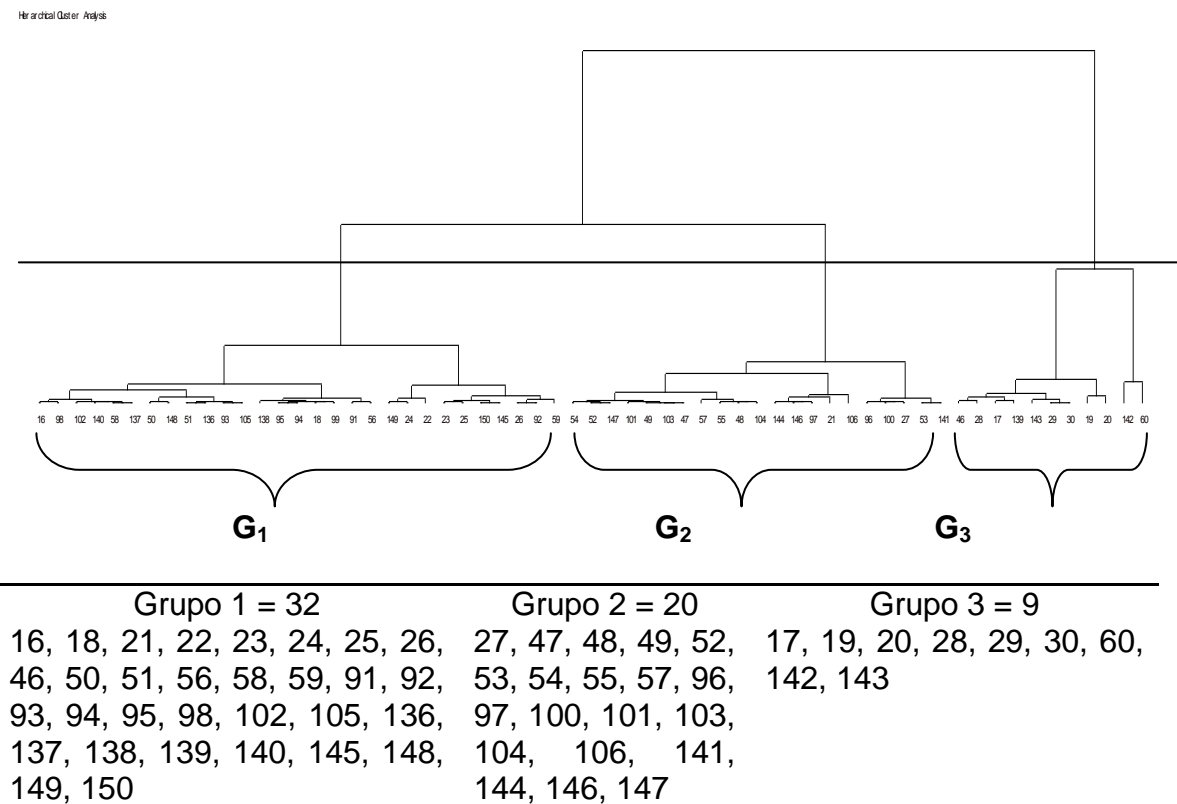 Hierarchical Cluster Analysis
16 98 102 140 58 137 50 148 51 136 93 105 138 95 94 18 99 91 56 149 24 22 23 25 150 145 26 92 59 54 52 147 101 49 103 47 57 55 48 104 144 146 97 21 106 96 100 27 53 141 46 28 17 139 143 29 30 19 20 142 60
G1 G2 G3
Grupo 1 = 32 Grupo 2 = 20 Grupo 3 = 9
16, 18, 21, 22, 23, 24, 25, 26, 27, 47, 48, 49, 52, 17, 19, 20, 28, 29, 30, 60,
46, 50, 51, 56, 58, 59, 91, 92, 53, 54, 55, 57, 96, 142, 143
93, 94, 95, 98, 102, 105, 136, 97, 100, 101, 103,
137, 138, 139, 140, 145, 148, 104, 106, 141,
149, 150 144, 146, 147